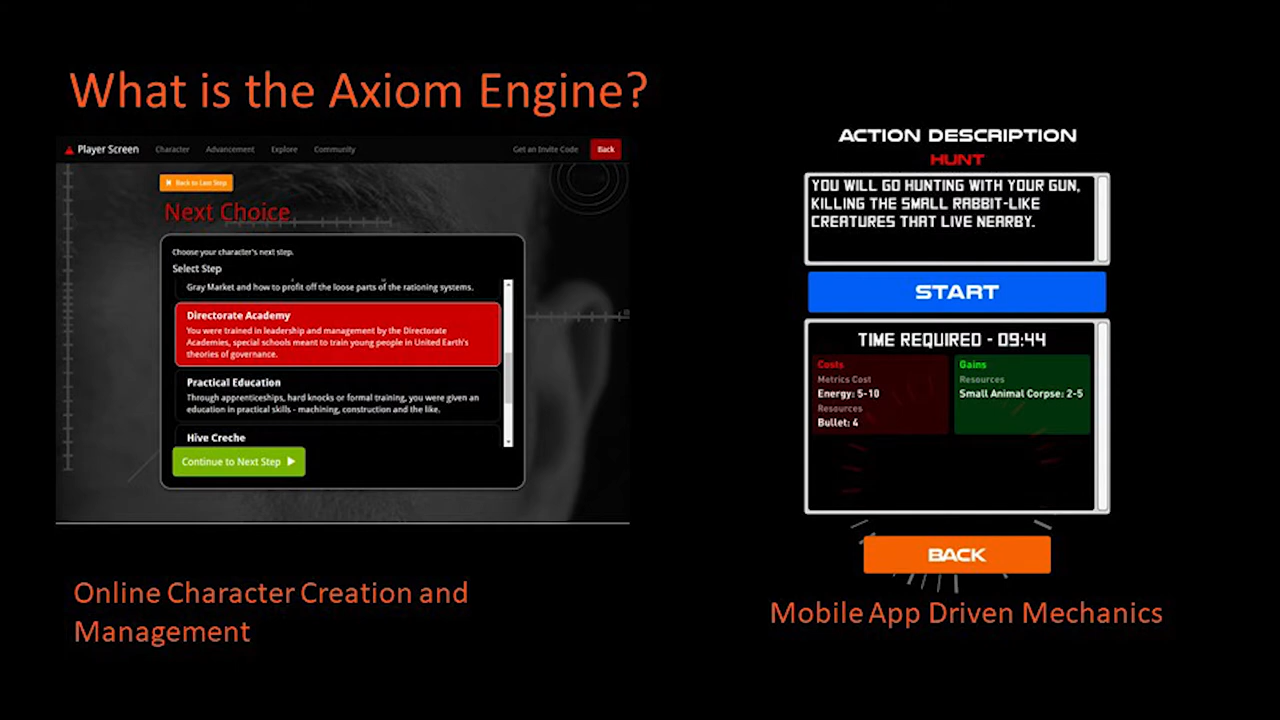 What is the Axiom Engine?
Player Screen Character Advancement Explore Community Get an Invite Code Back
Back to Last Step
Next Choice
Choose your character's next step.
Select Step
Gray Market and how to profit off the loose parts of the rationing systems.
Directorate Academy
You were trained in leadership and management by the Directorate
Academies, special schools meant to train young people in United Earth's
theories of governance.
Practical Education
Through apprenticeships, hard knocks or formal training, you were given an
education in practical skills - machining, construction and the like.
Hive Creche
Continue to Next Step
Online Character Creation and
Management
ACTION DESCRIPTION
HUNT
YOU WILL GO HUNTING WITH YOUR GUN,
KILLING THE SMALL RABBIT-LIKE
CREATURES THAT LIVE NEARBY.
START
TIME REQUIRED - 09:44
Costs
Metrics Cost
Energy: 5-10
Resources
Bullet: 4
Gains
Resources
Small Animal Corpse: 2-5
BACK
Mobile App Driven Mechanics